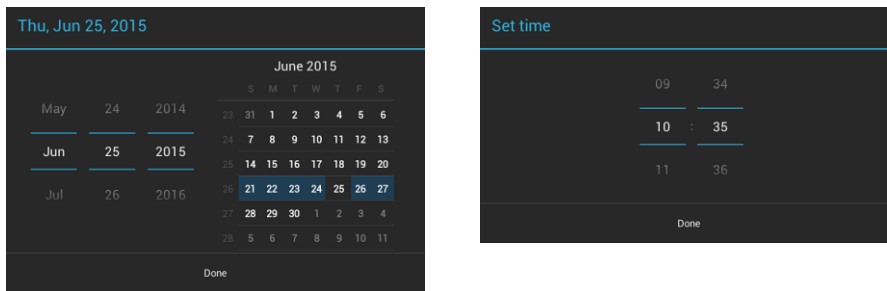 Thu, Jun 25, 2015
May 24 2014
Jun 25 2015
Jul 26 2016
June 2015
S M T W T F S
23 31 1 2 3 4 5 6
24 7 8 9 10 11 12 13
25 14 15 16 17 18 19 20
26 21 22 23 24 25 26 27
27 28 29 30 1 2 3 4
28 5 6 7 8 9 10 11
Done
Set time
09 34
10 : 35
11 36
Done